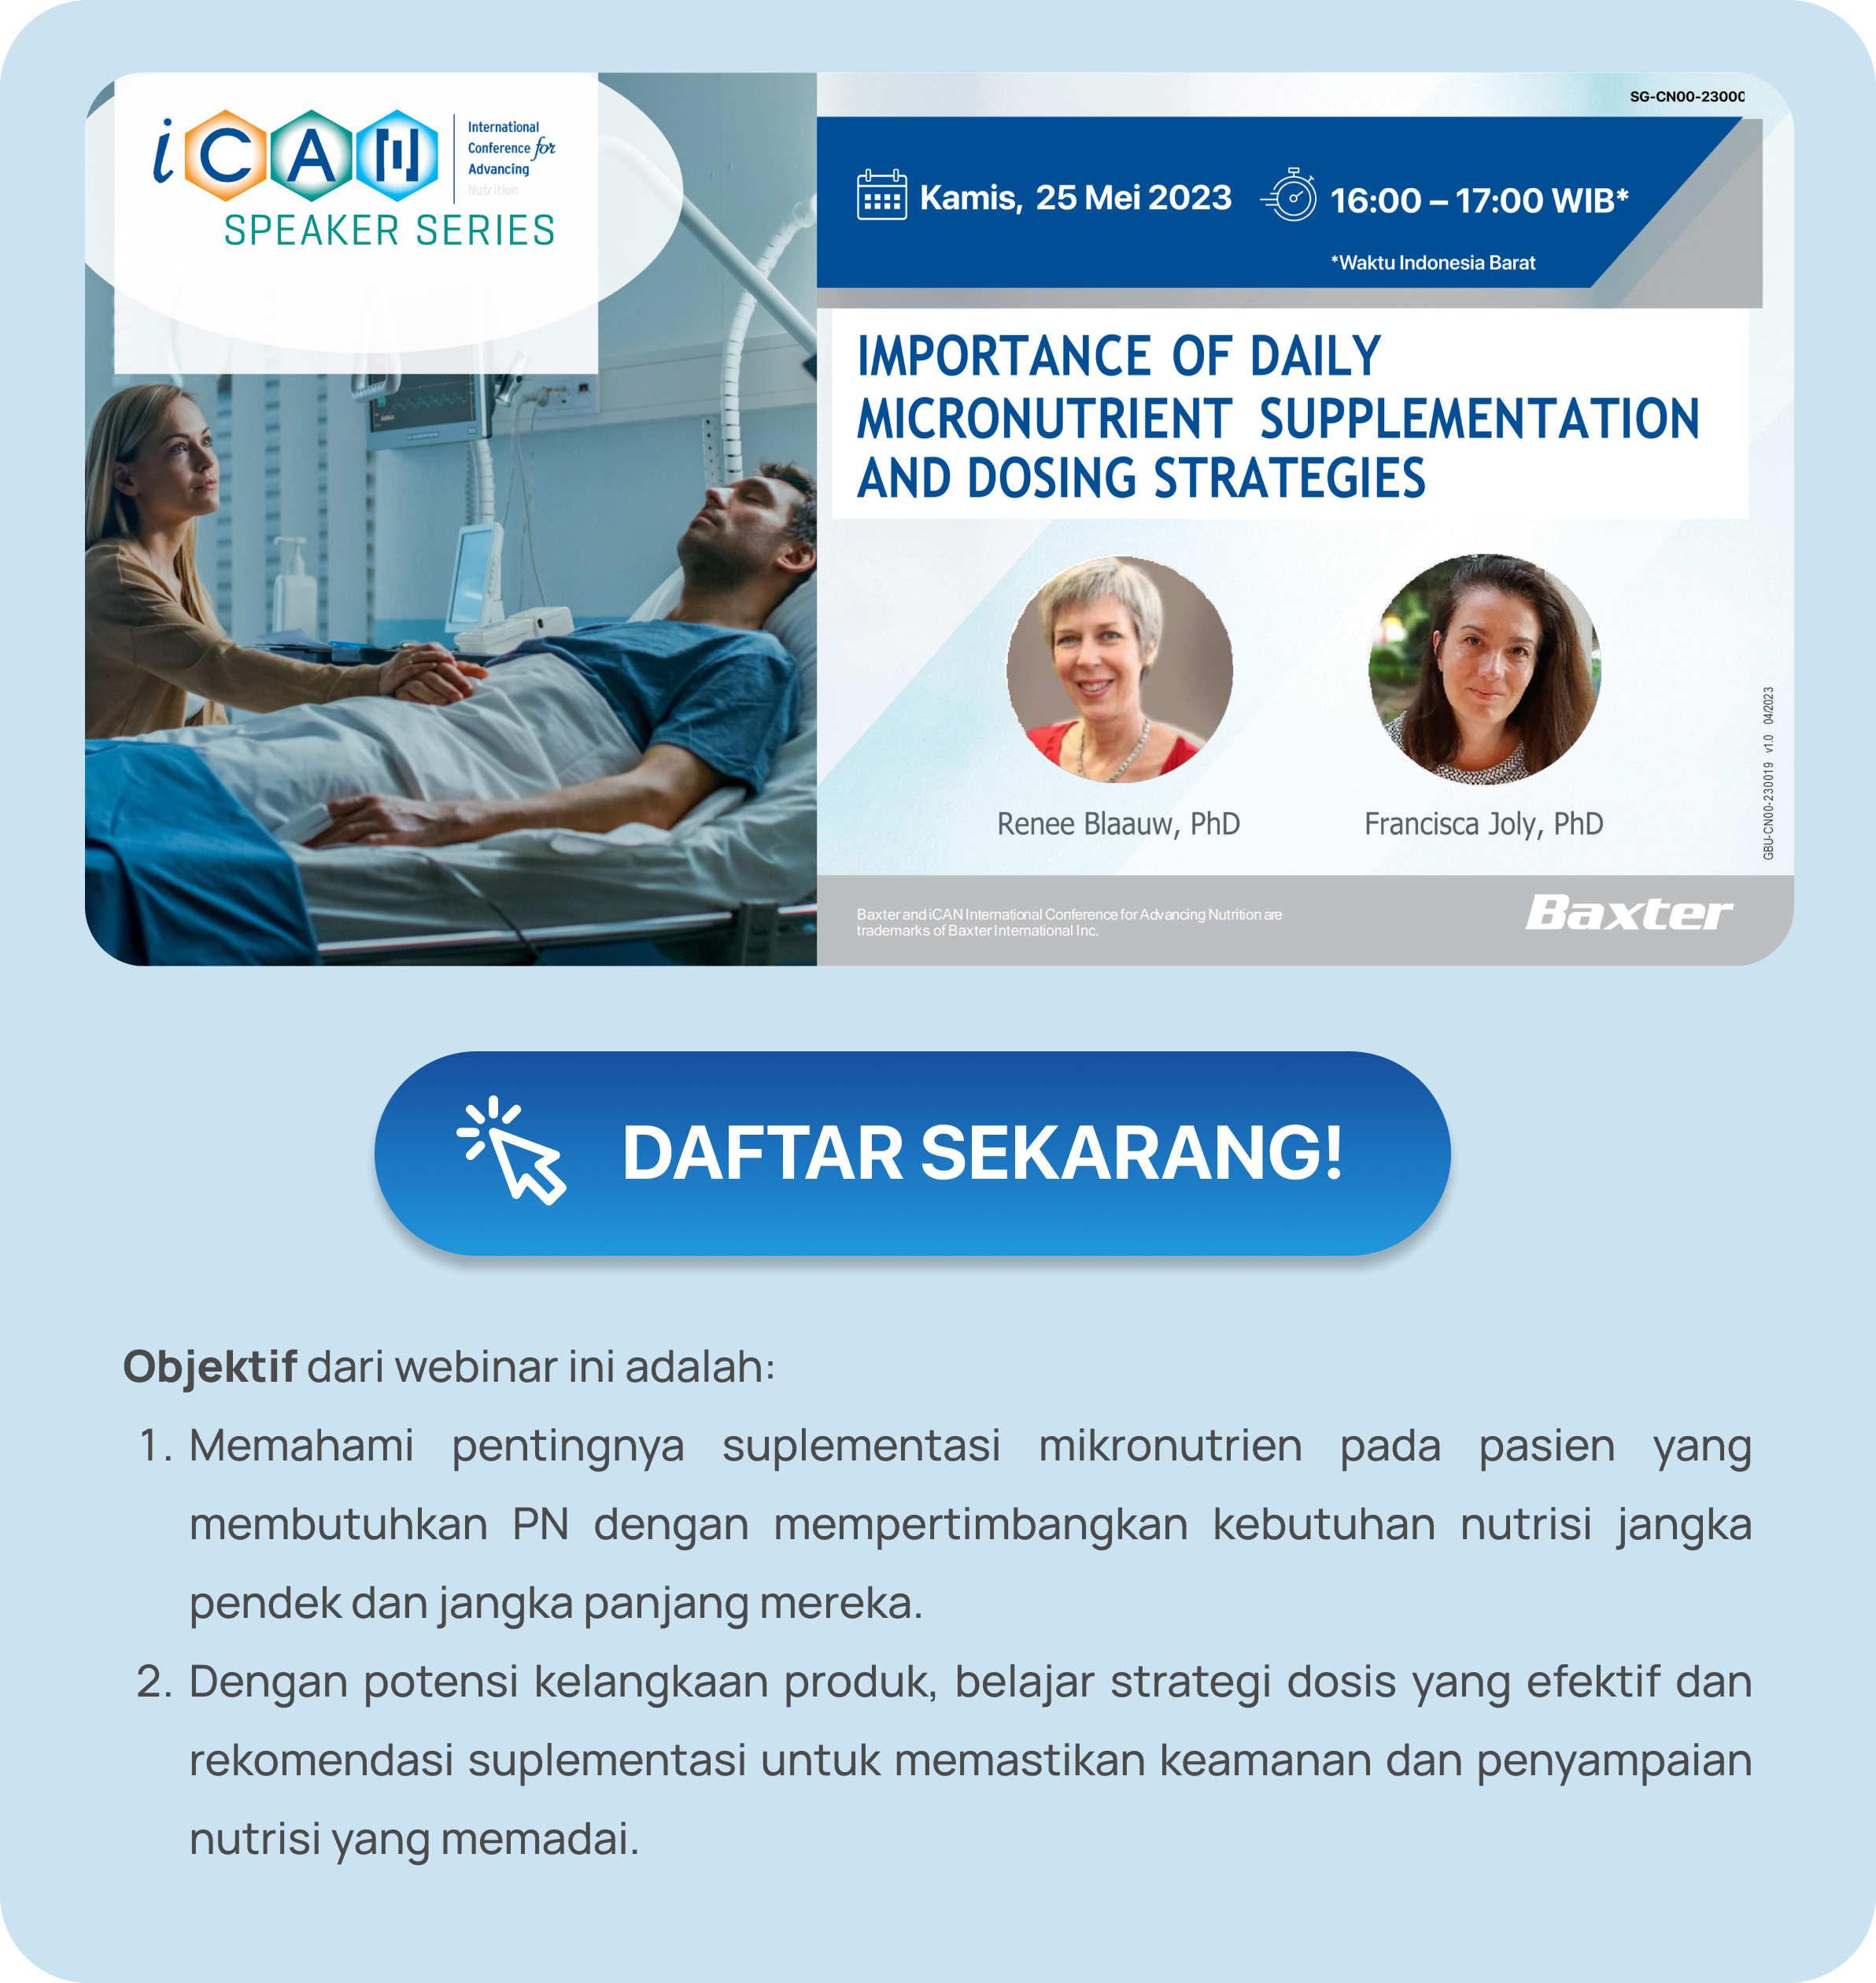 iCAN
International
Conference for
Advancing
Nutrition
SPEAKER SERIES
SG-CN00-2300
Kamis, 25 Mei 2023
16:00 – 17:00 WIB*
*Waktu Indonesia Barat
IMPORTANCE OF DAILY
MICRONUTRIENT SUPPLEMENTATION
AND DOSING STRATEGIES
Renee Blaauw, PhD
Francisca Joly, PhD
GBU-CN00-230019 v1.0 04/2023
Baxter and iCAN International Conference for Advancing Nutrition are
trademarks of Baxter International Inc.
Baxter
DAFTAR SEKARANG!
Objektif dari webinar ini adalah:
1. Memahami pentingnya suplementasi mikronutrien pada pasien yang
membutuhkan PN dengan mempertimbangkan kebutuhan nutrisi jangka
pendek dan jangka panjang mereka.
2. Dengan potensi kelangkaan produk, belajar strategi dosis yang efektif dan
rekomendasi suplementasi untuk memastikan keamanan dan penyampaian
nutrisi yang memadai.